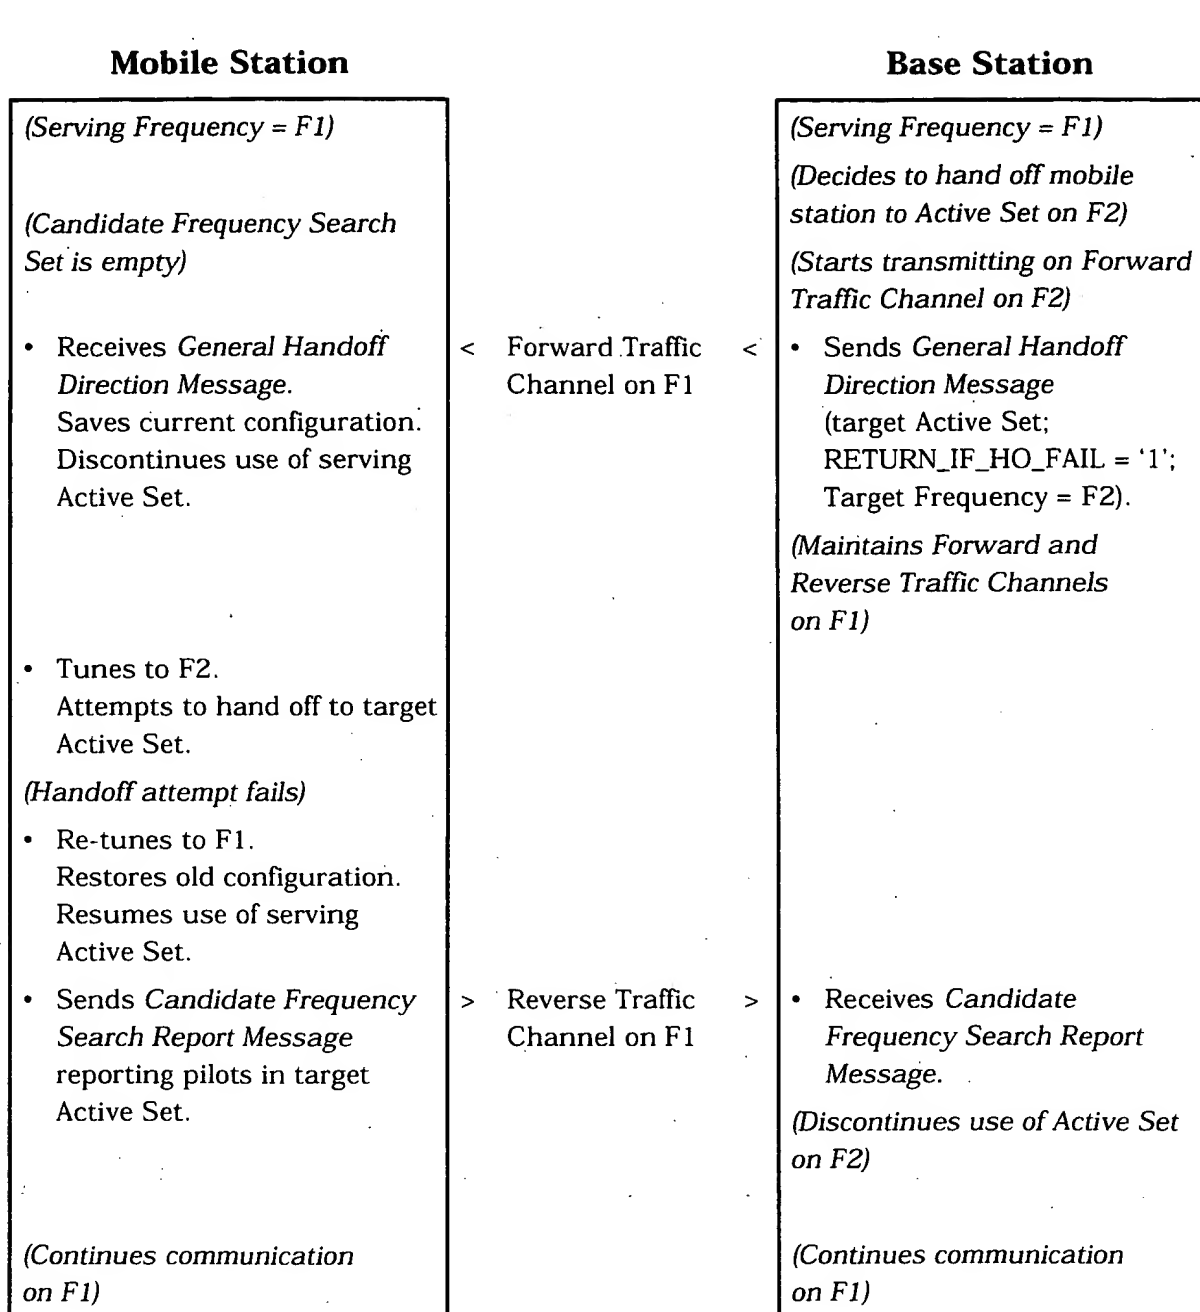 Mobile Station
Base Station
(Serving Frequency = F1)
(Candidate Frequency Search
Set is empty)
• Receives General Handoff
Direction Message.
Saves current configuration.
Discontinues use of serving
Active Set.
• Tunes to F2.
Attempts to hand off to target
Active Set.
(Handoff attempt fails)
• Re-tunes to F1.
Restores old configuration.
Resumes use of serving
Active Set.
• Sends Candidate Frequency
Search Report Message
reporting pilots in target
Active Set.
(Continues communication
on F1)
< Forward Traffic <
Channel on F1
> Reverse Traffic >
Channel on F1
(Serving Frequency = F1)
(Decides to hand off mobile
station to Active Set on F2)
(Starts transmitting on Forward
Traffic Channel on F2)
• Sends General Handoff
Direction Message
(target Active Set;
RETURN_IF_HO_FAIL = ‘1’;
Target Frequency = F2).
(Maintains Forward and
Reverse Traffic Channels
on F1)
• Receives Candidate
Frequency Search Report
Message.
(Discontinues use of Active Set
on F2)
(Continues communication
on F1)